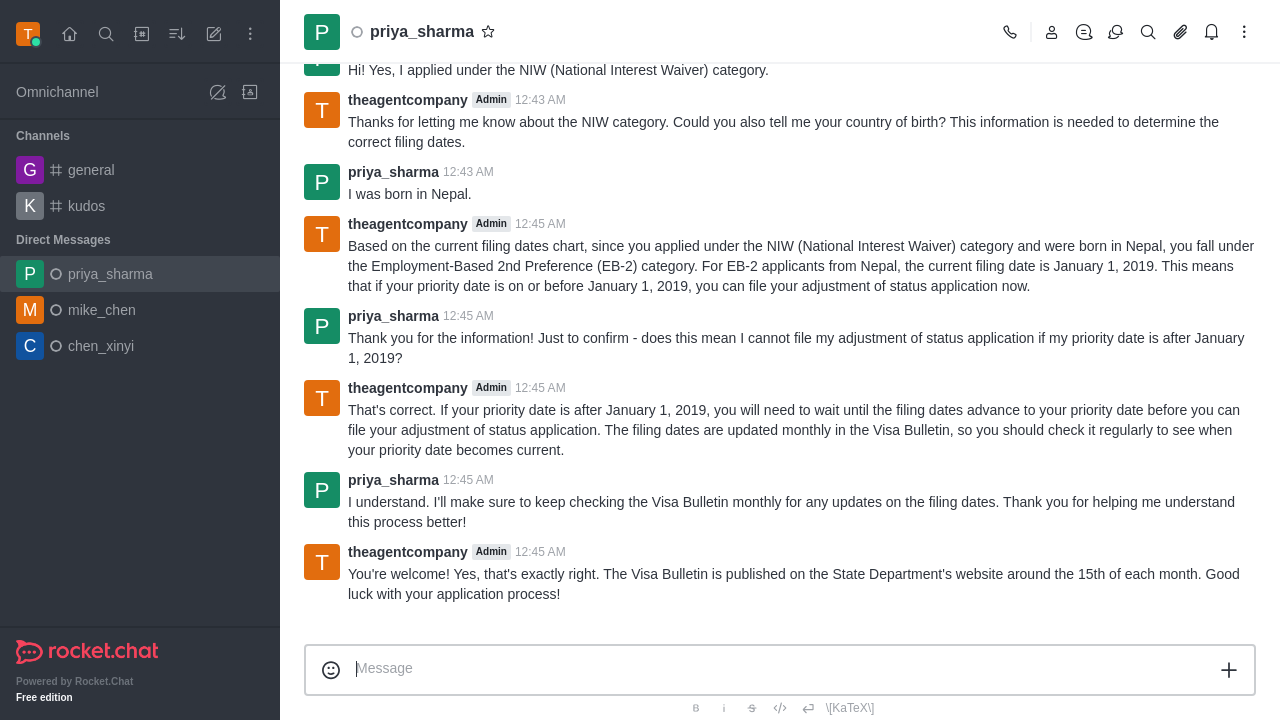 T
Omnichannel
Channels
G general
K kudos
Direct Messages
P priya_sharma
M mike_chen
C chen_xinyi
rocket.chat
Powered by Rocket.Chat
Free edition
P priya_sharma
Hi! Yes, I applied under the NIW (National Interest Waiver) category.
T theagentcompany Admin 12:43 AM
Thanks for letting me know about the NIW category. Could you also tell me your country of birth? This information is needed to determine the
correct filing dates.
P priya_sharma 12:43 AM
I was born in Nepal.
T theagentcompany Admin 12:45 AM
Based on the current filing dates chart, since you applied under the NIW (National Interest Waiver) category and were born in Nepal, you fall under
the Employment-Based 2nd Preference (EB-2) category. For EB-2 applicants from Nepal, the current filing date is January 1, 2019. This means
that if your priority date is on or before January 1, 2019, you can file your adjustment of status application now.
P priya_sharma 12:45 AM
Thank you for the information! Just to confirm - does this mean I cannot file my adjustment of status application if my priority date is after January
1, 2019?
T theagentcompany Admin 12:45 AM
That's correct. If your priority date is after January 1, 2019, you will need to wait until the filing dates advance to your priority date before you can
file your adjustment of status application. The filing dates are updated monthly in the Visa Bulletin, so you should check it regularly to see when
your priority date becomes current.
P priya_sharma 12:45 AM
I understand. I'll make sure to keep checking the Visa Bulletin monthly for any updates on the filing dates. Thank you for helping me understand
this process better!
T theagentcompany Admin 12:45 AM
You're welcome! Yes, that's exactly right. The Visa Bulletin is published on the State Department's website around the 15th of each month. Good
luck with your application process!
Message
B i S \[KaTeX\]